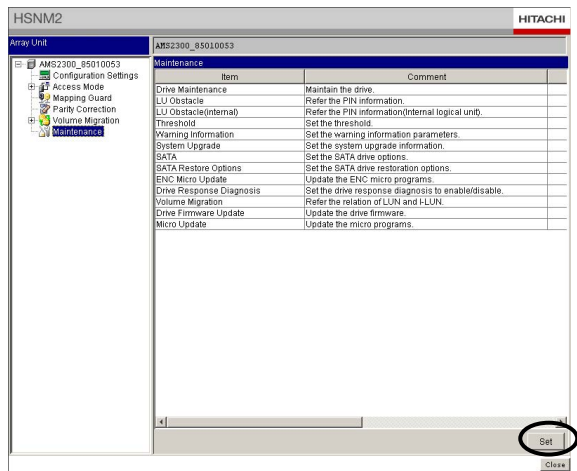 HSNM2
HITACHI
Array Unit
AMS2300_85010053
AMS2300_85010053
Configuration Settings
Access Mode
Mapping Guard
Parity Correction
Volume Migration
Maintenance
Maintenance
Item Comment
Drive Maintenance Maintain the drive.
LU Obstacle Refer the PIN information.
LU Obstacle(internal) Refer the PIN information(Internal logical unit).
Threshold Set the threshold.
Warning Information Set the warning information parameters.
System Upgrade Set the system upgrade information.
SATA Set the SATA drive options.
SATA Restore Options Set the SATA drive restoration options.
ENC Micro Update Update the ENC micro programs.
Drive Response Diagnosis Set the drive response diagnosis to enable/disable.
Volume Migration Refer the relation of LUN and I-LUN.
Drive Firmware Update Update the drive firmware.
Micro Update Update the micro programs.
Set
Close